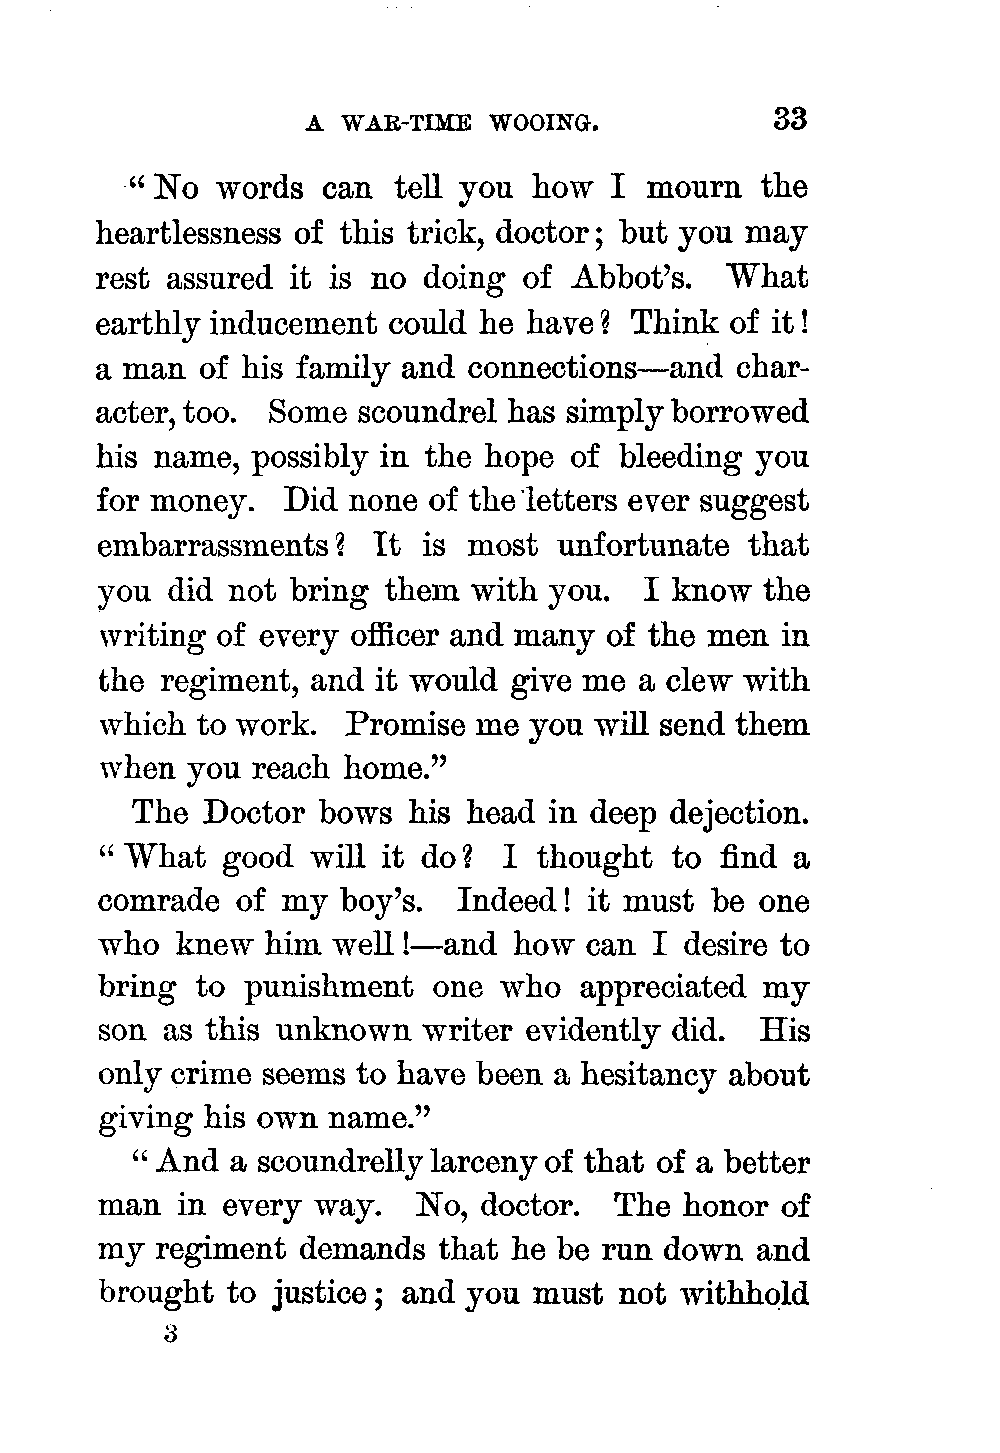 A WAR-TIME WOOING. 33
“No words can tell you how I mourn the
heartlessness of this trick, doctor; but you may
rest assured it is no doing of Abbot’s. What
earthly inducement could he have? Think of it!
a man of his family and connections—and char-
acter, too. Some scoundrel has simply borrowed
his name, possibly in the hope of bleeding you
for money. Did none of the letters ever suggest
embarrassments? It is most unfortunate that
you did not bring them with you. I know the
writing of every officer and many of the men in
the regiment, and it would give me a clew with
which to work. Promise me you will send them
when you reach home.”
The Doctor bows his head in deep dejection.
“What good will it do? I thought to find a
comrade of my boy’s. Indeed! it must be one
who knew him well!—and how can I desire to
bring to punishment one who appreciated my
son as this unknown writer evidently did. His
only crime seems to have been a hesitancy about
giving his own name.”
“And a scoundrelly larceny of that of a better
man in every way. No, doctor. The honor of
my regiment demands that he be run down and
brought to justice; and you must not withhold
3